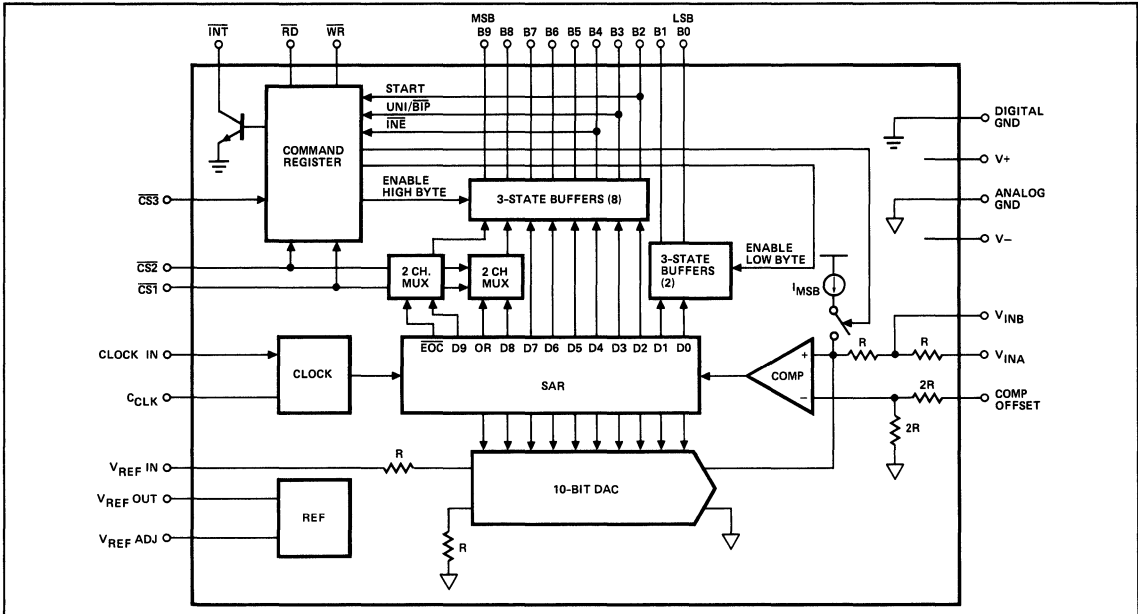 MSB LSB
INT RD WR B9 B8 B7 B6 B5 B4 B3 B2 B1 B0
START
UNI/BIP
INE
COMMAND
REGISTER
ENABLE
HIGH BYTE
3-STATE BUFFERS (8)
CS3
CS2
CS1
2 CH.
MUX
2 CH
MUX
3-STATE
BUFFERS
(2)
ENABLE
LOW BYTE
IMSB
DIGITAL
GND
V+
ANALOG
GND
V−
VINB
VINA
COMP
OFFSET
R R
2R
2R
+
COMP
−
EOC D9 OR D8 D7 D6 D5 D4 D3 D2 D1 D0
SAR
CLOCK IN
CCLK
CLOCK
VREF IN
R
10-BIT DAC
R
VREF OUT
VREF ADJ
REF